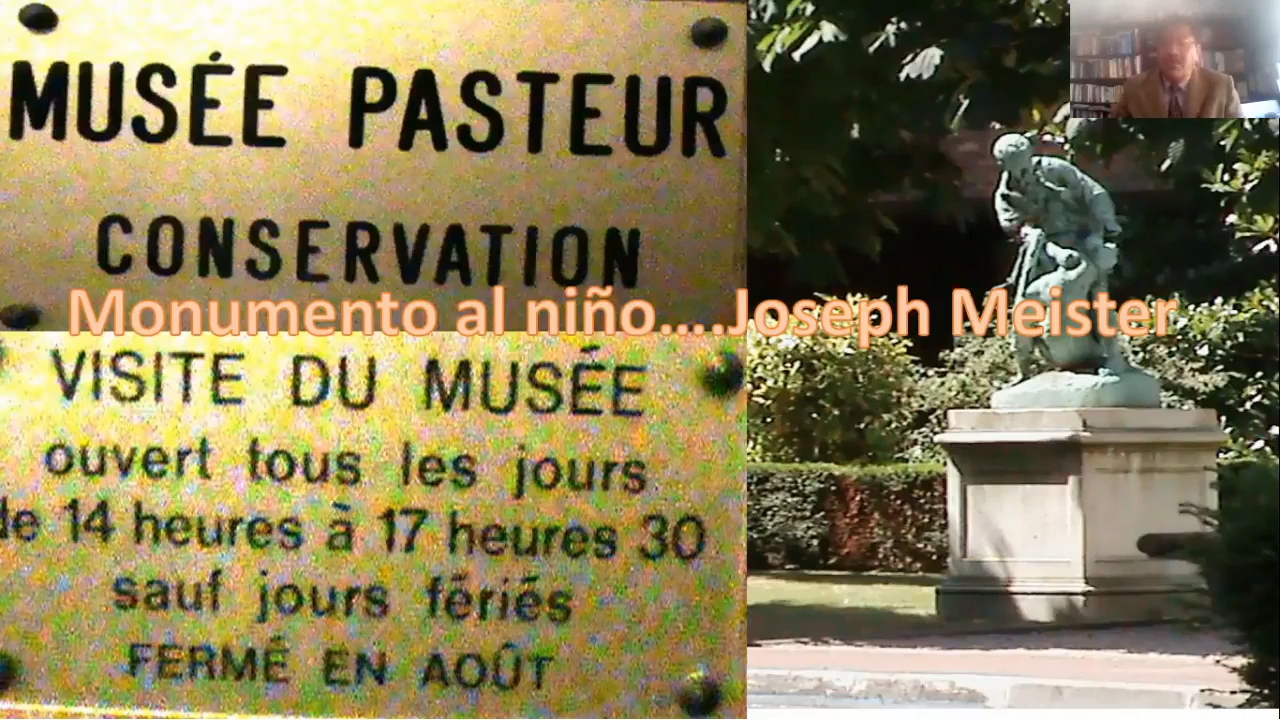 MUSÉE PASTEUR
CONSERVATION
Monumento al niño....Joseph Meister
VISITE DU MUSÉE
ouvert tous les jours
de 14 heures à 17 heures 30
sauf jours fériés
FERMÉ EN AOÛT